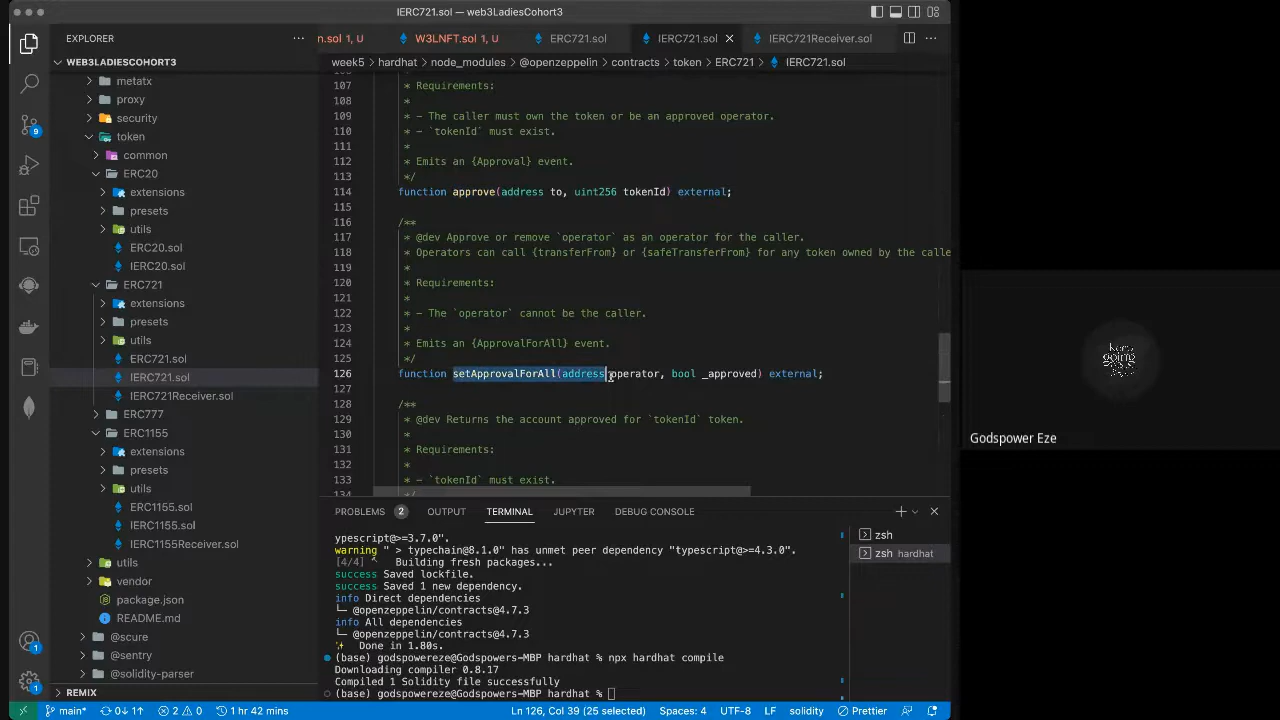 IERC721.sol — web3LadiesCohort3
EXPLORER
n.sol 1, U
W3LNFT.sol 1, U
ERC721.sol
IERC721.sol
IERC721Receiver.sol
WEB3LADIESCOHORT3
week5 > hardhat > node_modules > @openzeppelin > contracts > token > ERC721 > IERC721.sol
metatx
proxy
security
token
common
ERC20
extensions
presets
utils
ERC20.sol
IERC20.sol
ERC721
extensions
presets
utils
ERC721.sol
IERC721.sol
IERC721Receiver.sol
ERC777
ERC1155
extensions
presets
utils
ERC1155.sol
IERC1155.sol
IERC1155Receiver.sol
utils
vendor
package.json
README.md
@scure
@sentry
@solidity-parser
REMIX
9
1
1
107 * Requirements:
108 *
109 * - The caller must own the token or be an approved operator.
110 * - `tokenId` must exist.
111 *
112 * Emits an {Approval} event.
113 */
114 function approve(address to, uint256 tokenId) external;
115
116 /**
117 * @dev Approve or remove `operator` as an operator for the caller.
118 * Operators can call {transferFrom} or {safeTransferFrom} for any token owned by the calle
119 *
120 * Requirements:
121 *
122 * - The `operator` cannot be the caller.
123 *
124 * Emits an {ApprovalForAll} event.
125 */
126 function setApprovalForAll(address operator, bool _approved) external;
127
128 /**
129 * @dev Returns the account approved for `tokenId` token.
130 *
131 * Requirements:
132 *
133 * - `tokenId` must exist.
134 */
PROBLEMS 2 OUTPUT TERMINAL JUPYTER DEBUG CONSOLE
ypescript@>=3.7.0".
warning " > typechain@8.1.0" has unmet peer dependency "typescript@>=4.3.0".
[4/4] Building fresh packages...
success Saved lockfile.
success Saved 1 new dependency.
info Direct dependencies
└─ @openzeppelin/contracts@4.7.3
info All dependencies
└─ @openzeppelin/contracts@4.7.3
✨ Done in 1.80s.
(base) godspowereze@Godspowers-MBP hardhat % npx hardhat compile
Downloading compiler 0.8.17
Compiled 1 Solidity file successfully
(base) godspowereze@Godspowers-MBP hardhat %
zsh
zsh hardhat
main* 0↓ 1↑ 2 0 1 hr 42 mins Ln 126, Col 39 (25 selected) Spaces: 4 UTF-8 LF solidity Prettier
keep
going
Godspower Eze